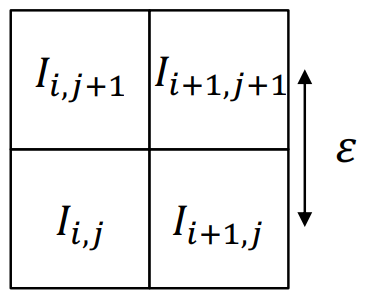 I_{i,j+1} I_{i+1,j+1}
ε
I_{i,j} I_{i+1,j}